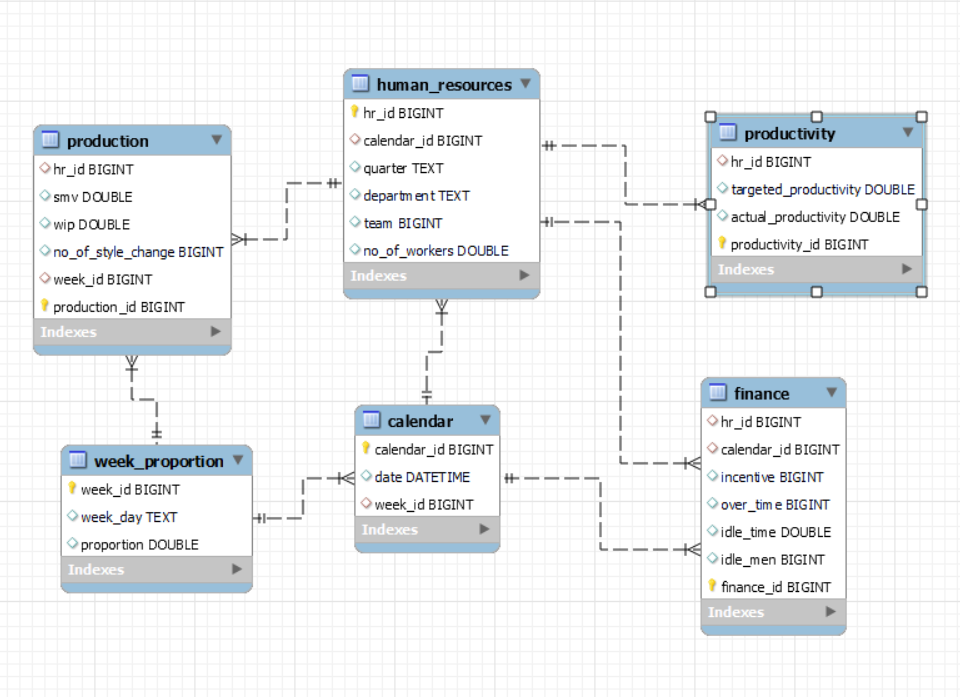 human_resources
hr_id BIGINT
calendar_id BIGINT
quarter TEXT
department TEXT
team BIGINT
no_of_workers DOUBLE
Indexes
production
hr_id BIGINT
smv DOUBLE
wip DOUBLE
no_of_style_change BIGINT
week_id BIGINT
production_id BIGINT
Indexes
productivity
hr_id BIGINT
targeted_productivity DOUBLE
actual_productivity DOUBLE
productivity_id BIGINT
Indexes
week_proportion
week_id BIGINT
week_day TEXT
proportion DOUBLE
Indexes
calendar
calendar_id BIGINT
date DATETIME
week_id BIGINT
Indexes
finance
hr_id BIGINT
calendar_id BIGINT
incentive BIGINT
over_time BIGINT
idle_time DOUBLE
idle_men BIGINT
finance_id BIGINT
Indexes